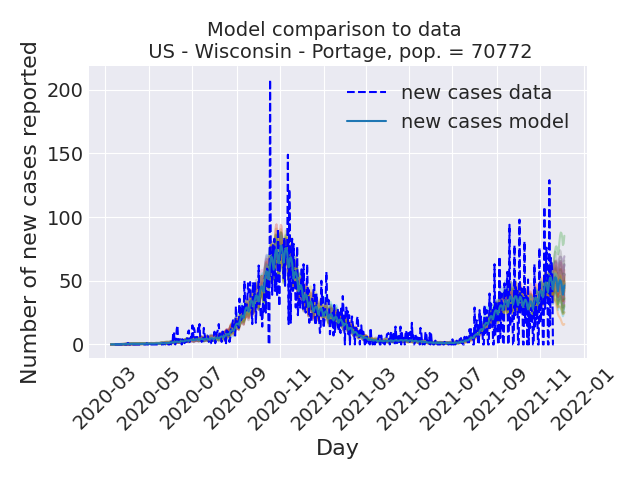 Model comparison to data
US - Wisconsin - Portage, pop. = 70772
Number of new cases reported
200
150
100
50
0
new cases data
new cases model
2020-03
2020-05
2020-07
2020-09
2020-11
2021-01
2021-03
2021-05
2021-07
2021-09
2021-11
2022-01
Day